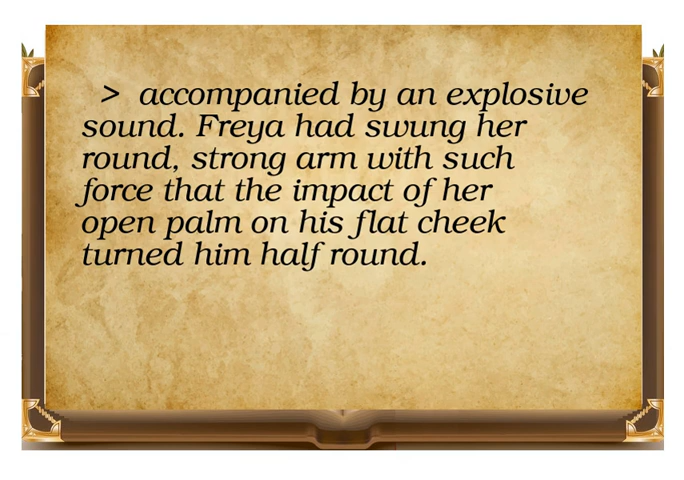 > accompanied by an explosive
sound. Freya had swung her
round, strong arm with such
force that the impact of her
open palm on his flat cheek
turned him half round.